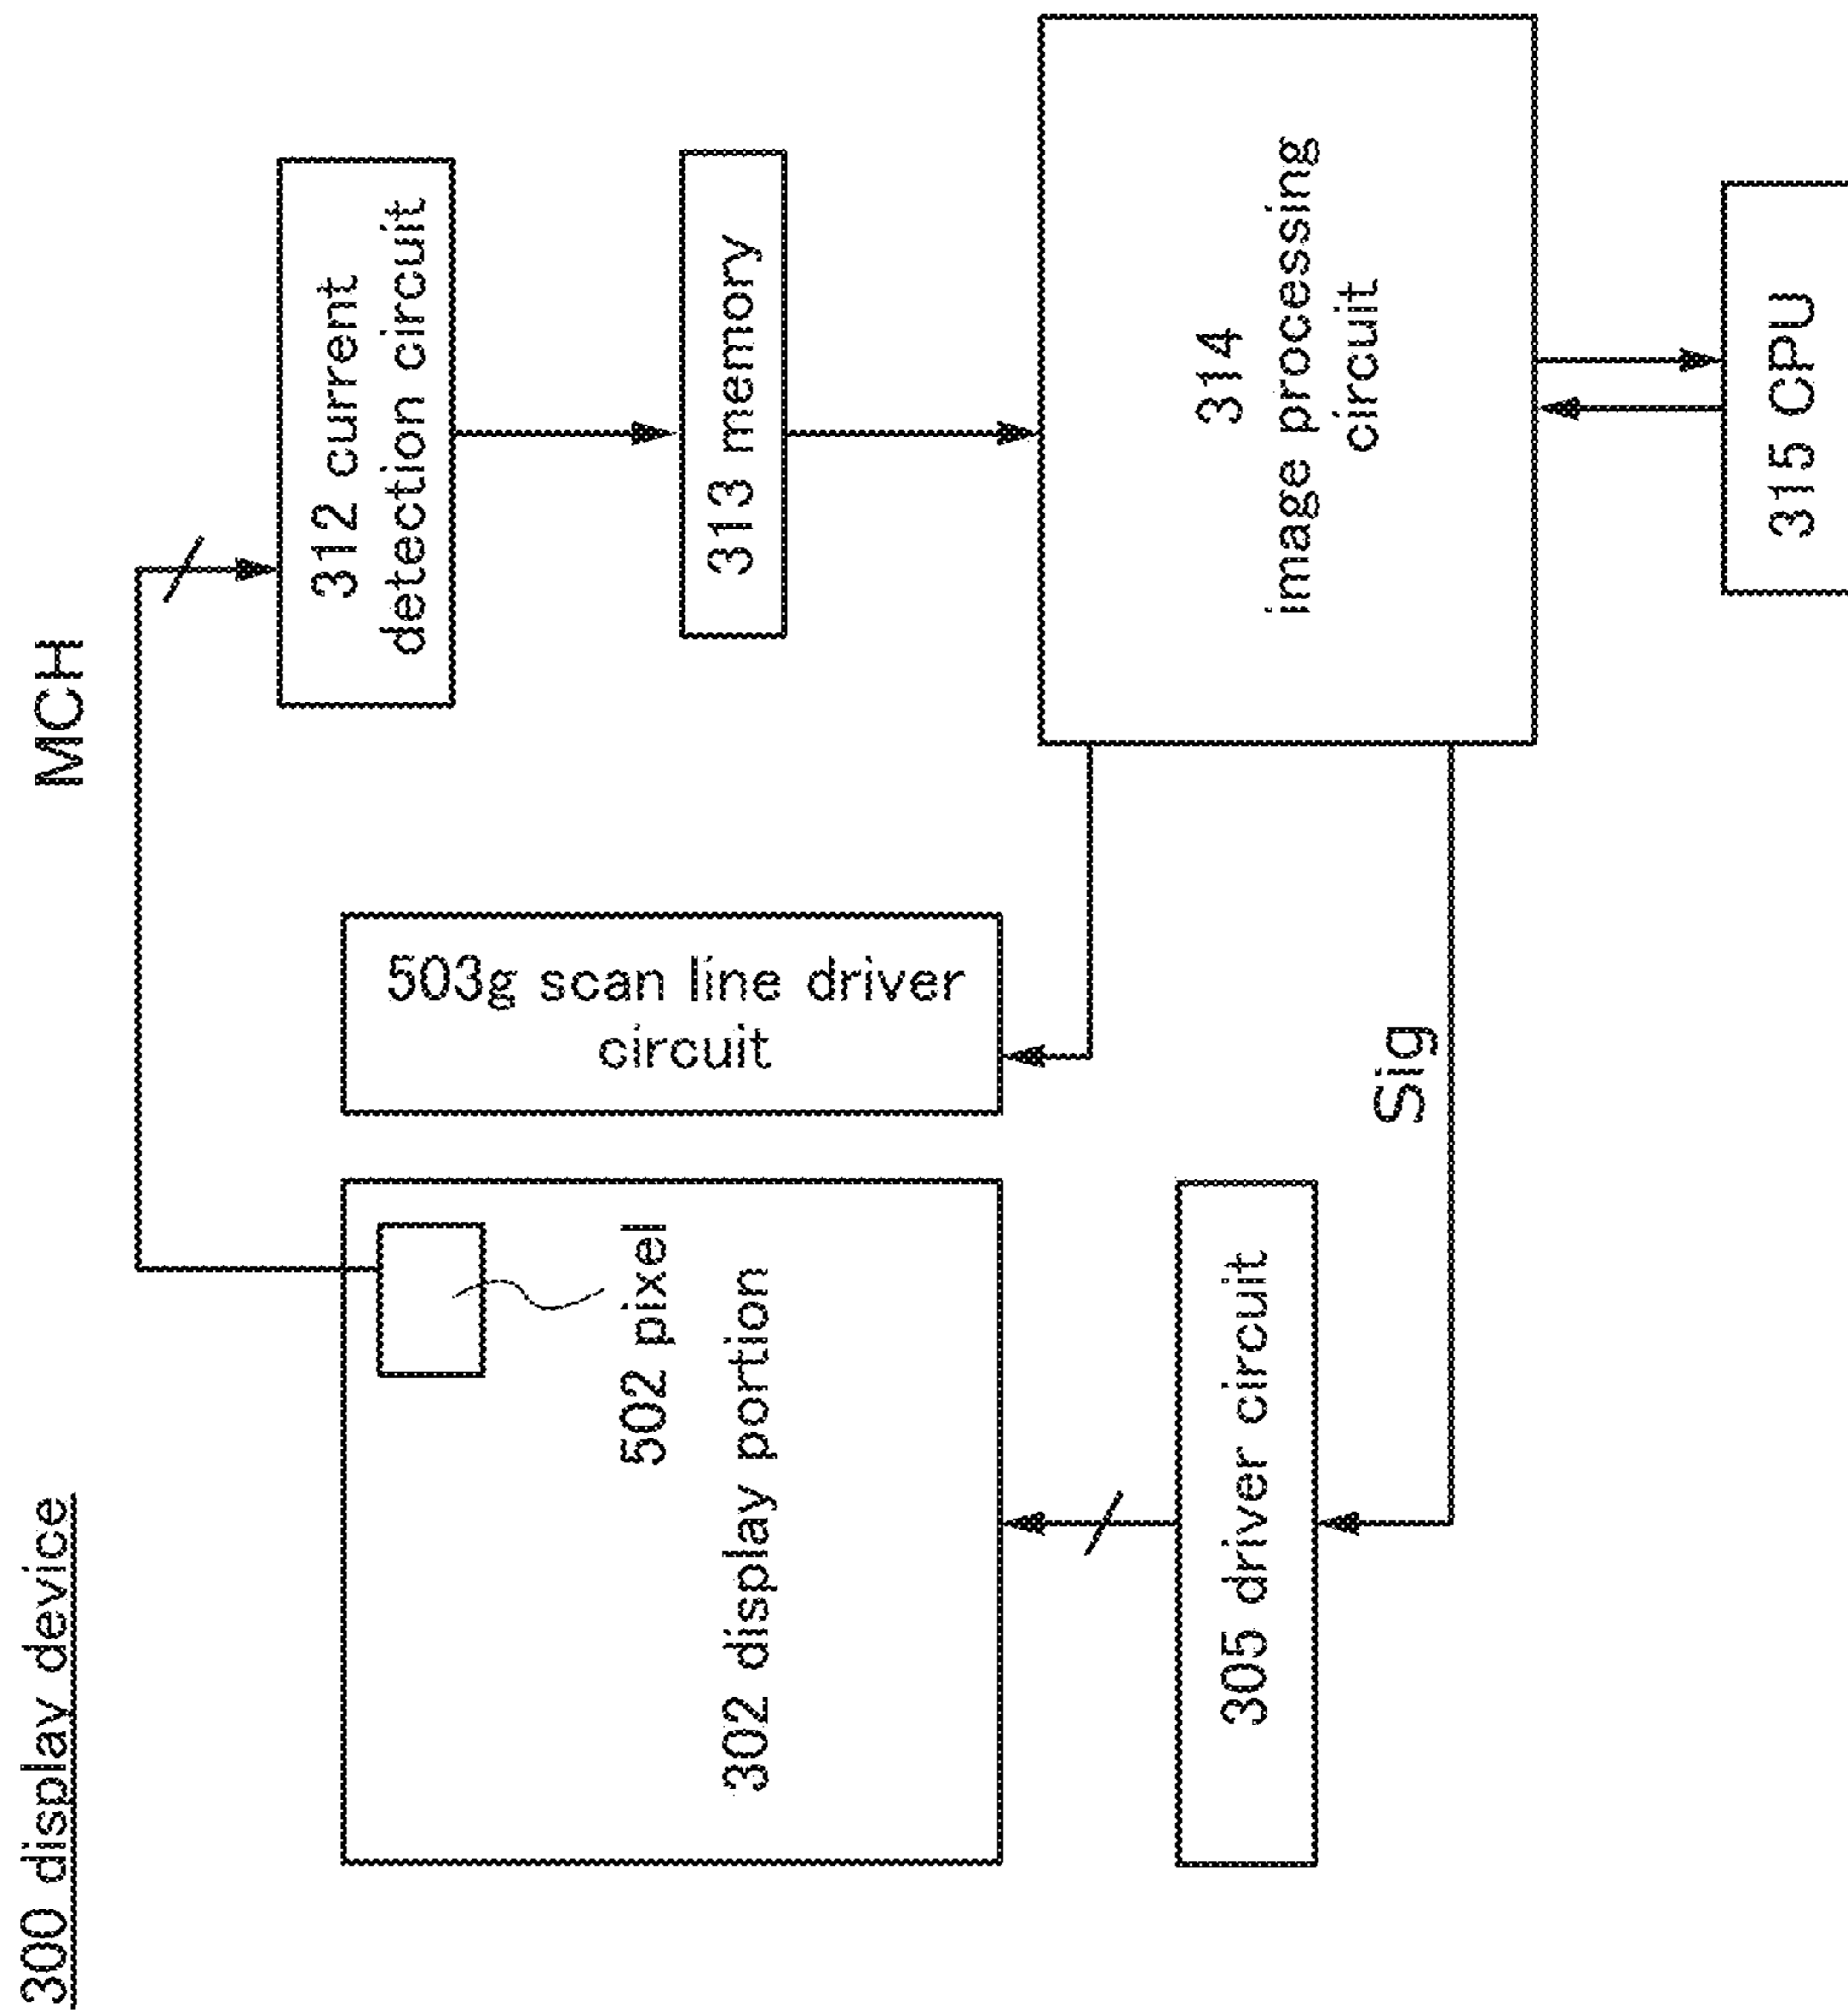 300 display device
MCH
502 pixel
302 display portion
503g scan line driver
circuit
312 current
detection circuit
313 memory
305 driver circuit
Sig
314
image processing
circuit
315 CPU